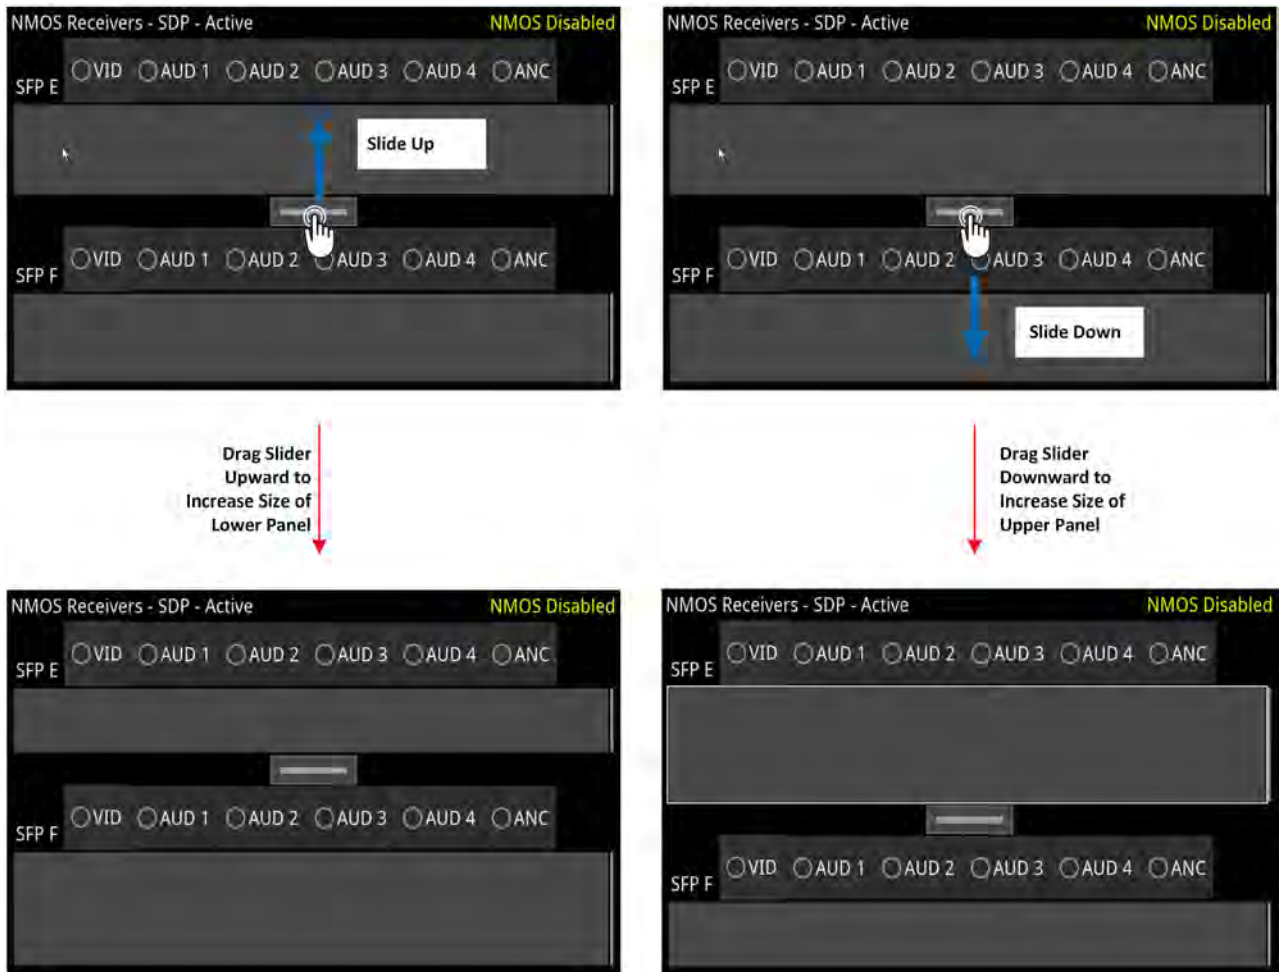 NMOS Receivers - SDP - Active NMOS Disabled
SFP E VID AUD 1 AUD 2 AUD 3 AUD 4 ANC
Slide Up
SFP F VID AUD 1 AUD 2 AUD 3 AUD 4 ANC
NMOS Receivers - SDP - Active NMOS Disabled
SFP E VID AUD 1 AUD 2 AUD 3 AUD 4 ANC
SFP F VID AUD 1 AUD 2 AUD 3 AUD 4 ANC
Slide Down
Drag Slider
Upward to
Increase Size of
Lower Panel
Drag Slider
Downward to
Increase Size of
Upper Panel
NMOS Receivers - SDP - Active NMOS Disabled
SFP E VID AUD 1 AUD 2 AUD 3 AUD 4 ANC
SFP F VID AUD 1 AUD 2 AUD 3 AUD 4 ANC
NMOS Receivers - SDP - Active NMOS Disabled
SFP E VID AUD 1 AUD 2 AUD 3 AUD 4 ANC
SFP F VID AUD 1 AUD 2 AUD 3 AUD 4 ANC